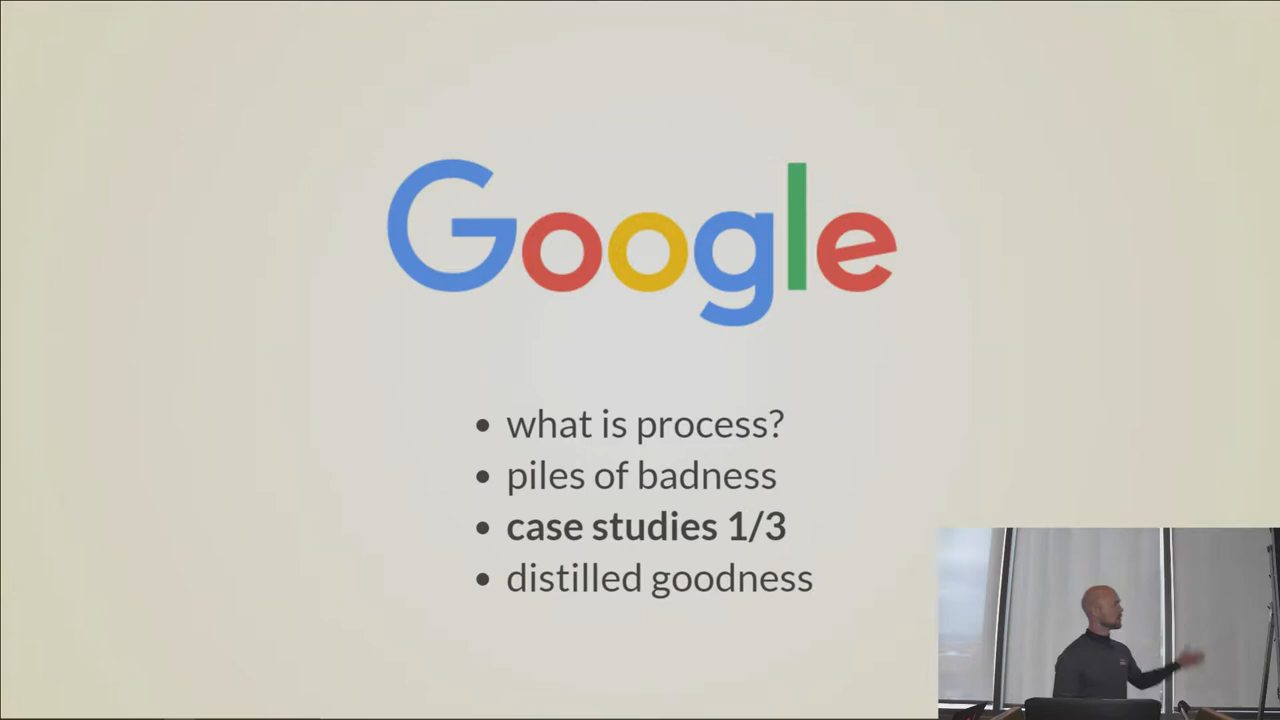 Google
• what is process?
• piles of badness
• case studies 1/3
• distilled goodness